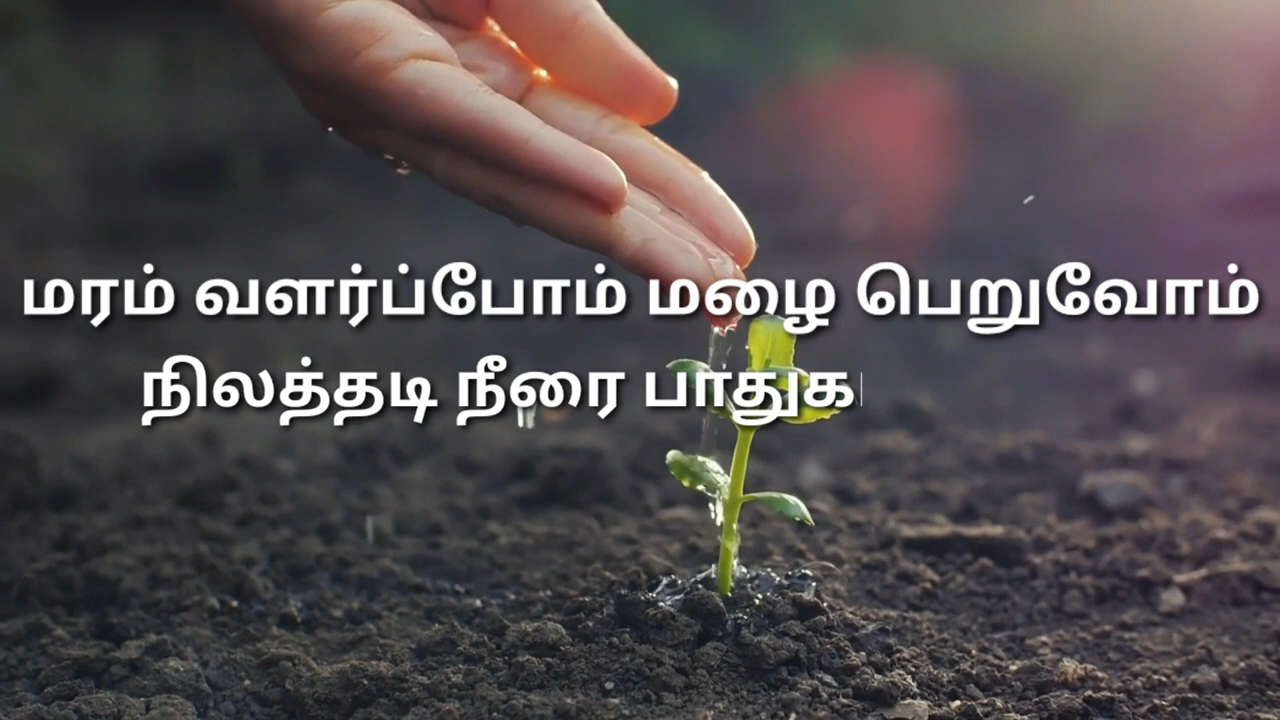 மரம் வளர்ப்போம் மழை பெறுவோம்
நிலத்தடி நீரை பாதுக